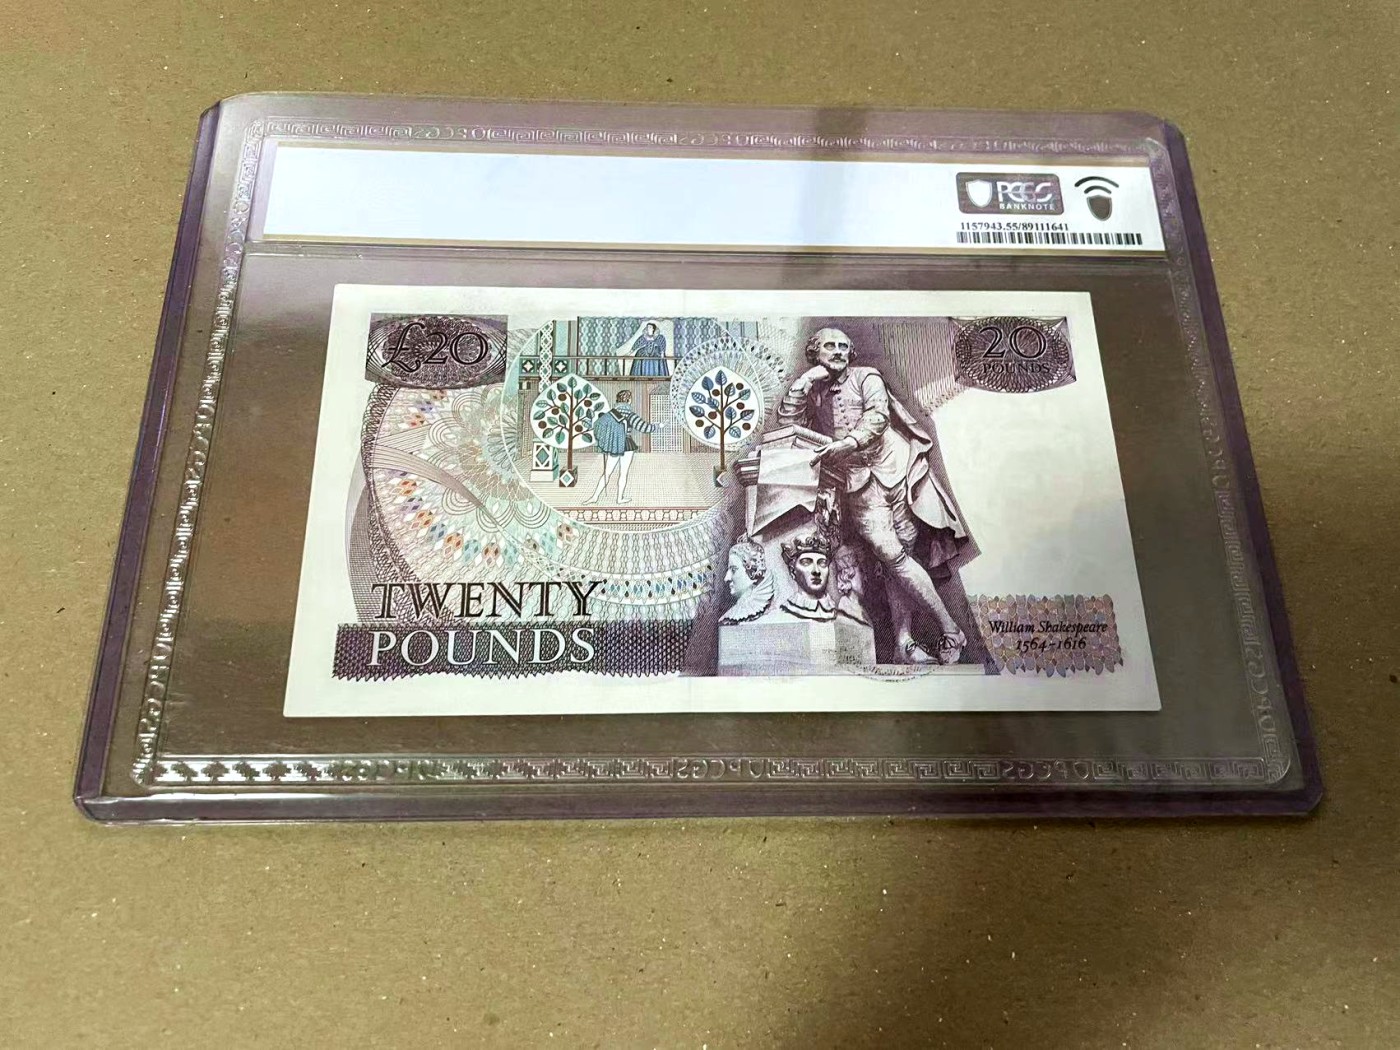 PCGS
BANKNOTE
1157943.55/89111641
£20
20
POUNDS
TWENTY
POUNDS
William Shakespeare
1564-1616